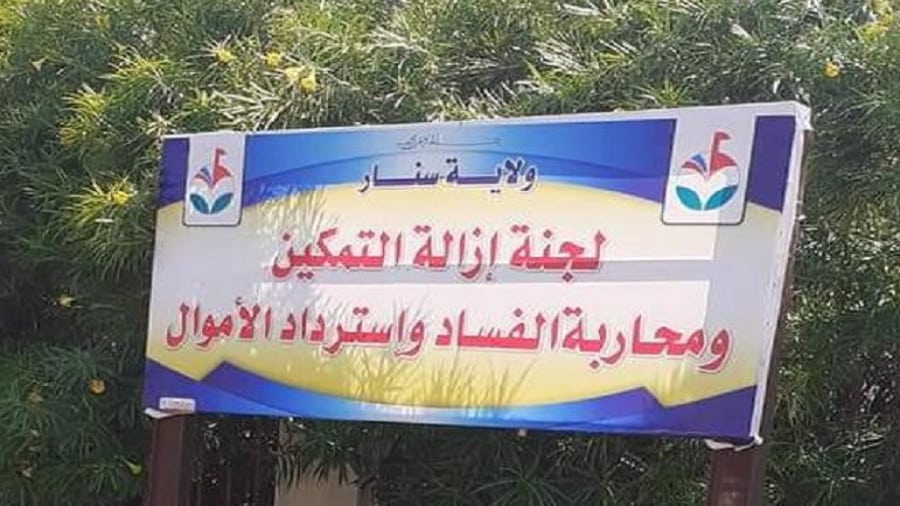 ولاية سنار
لجنة إزالة التمكين
ومحاربة الفساد واسترداد الأموال